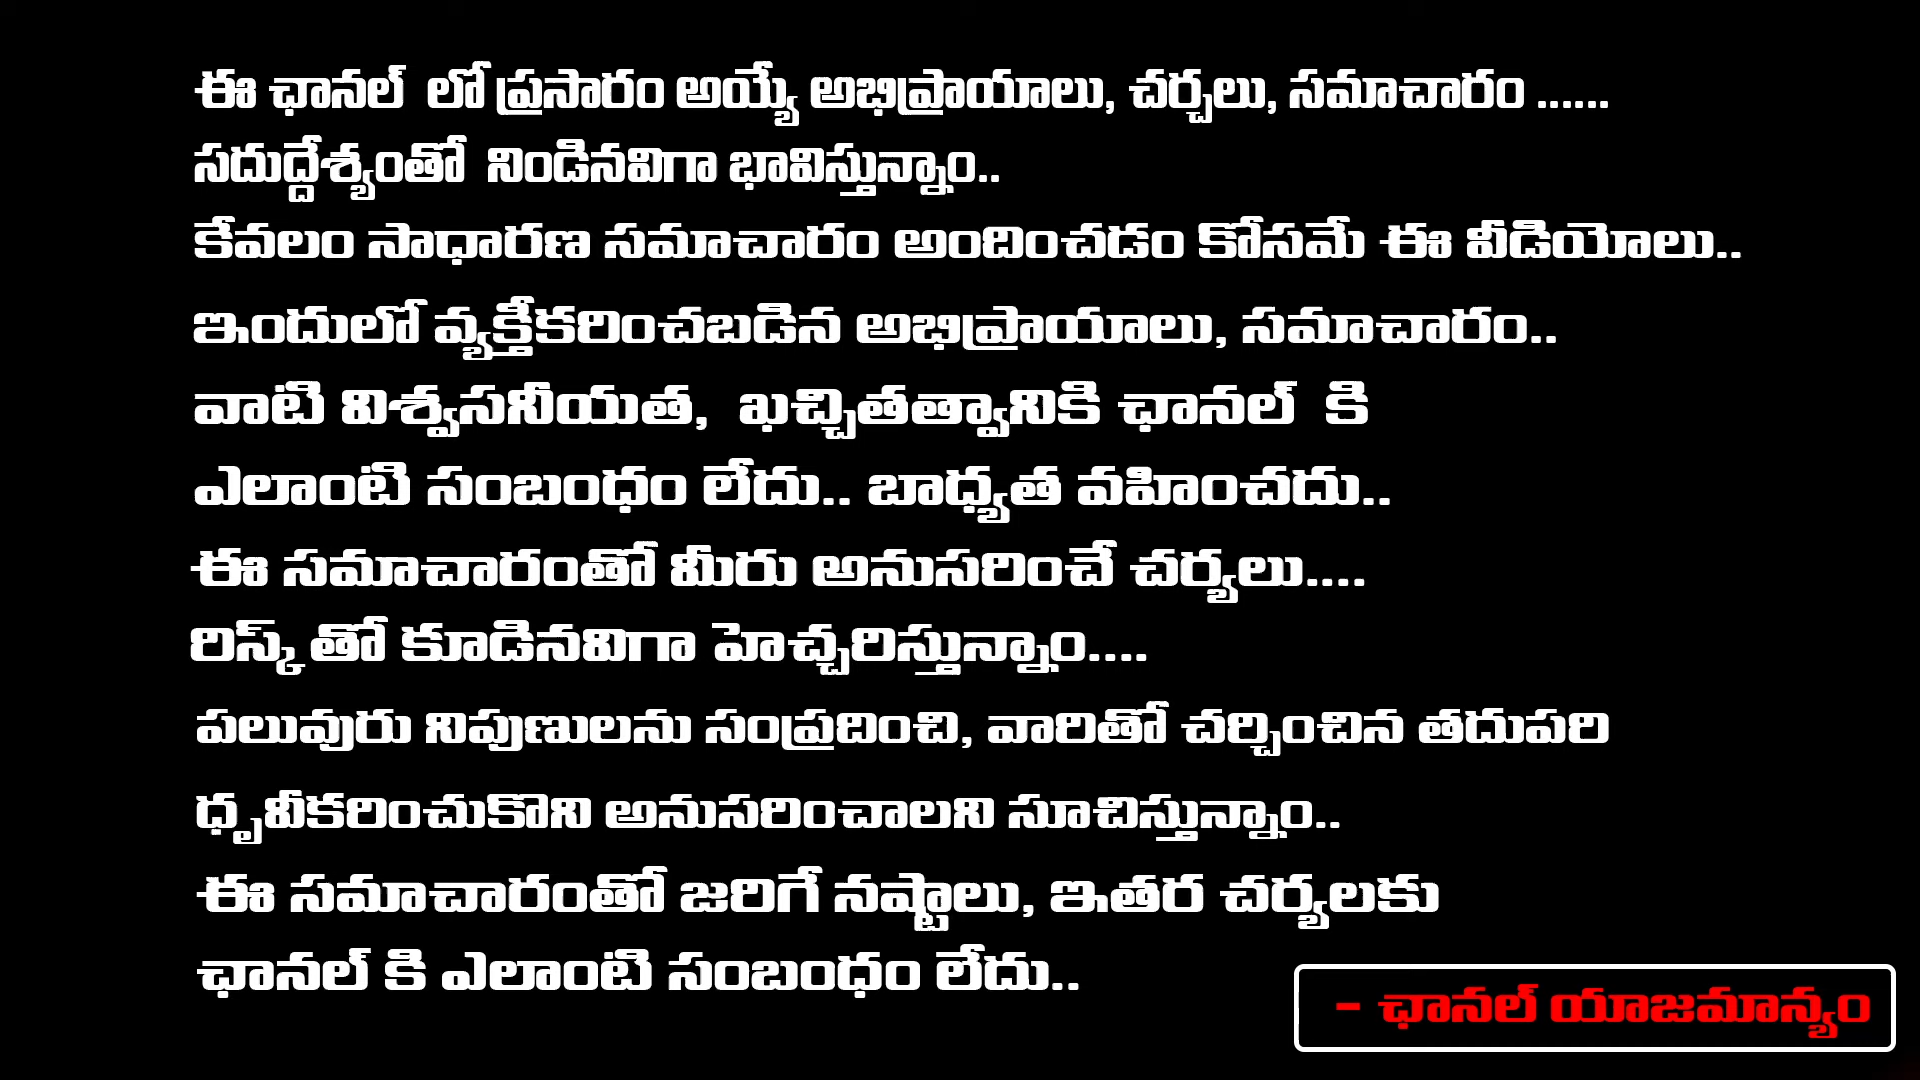 ఈ ఛానల్ లో ప్రసారం అయ్యే అభిప్రాయాలు, చర్చలు, సమాచారం ......
సదుద్దేశ్యంతో నిండినవిగా భావిస్తున్నాం..
కేవలం సాధారణ సమాచారం అందించడం కోసమే ఈ వీడియోలు..
ఇందులో వ్యక్తీకరించబడిన అభిప్రాయాలు, సమాచారం..
వాటి విశ్వసనీయత, ఖచ్చితత్వానికి ఛానల్ కి
ఎలాంటి సంబంధం లేదు.. బాధ్యత వహించదు..
ఈ సమాచారంతో మీరు అనుసరించే చర్యలు....
రిస్క్ తో కూడినవిగా హెచ్చరిస్తున్నాం....
పలువురు నిపుణులను సంప్రదించి, వారితో చర్చించిన తదుపరి
ధృవీకరించుకొని అనుసరించాలని సూచిస్తున్నాం..
ఈ సమాచారంతో జరిగే నష్టాలు, ఇతర చర్యలకు
ఛానల్ కి ఎలాంటి సంబంధం లేదు..
- ఛానల్ యాజమాన్యం